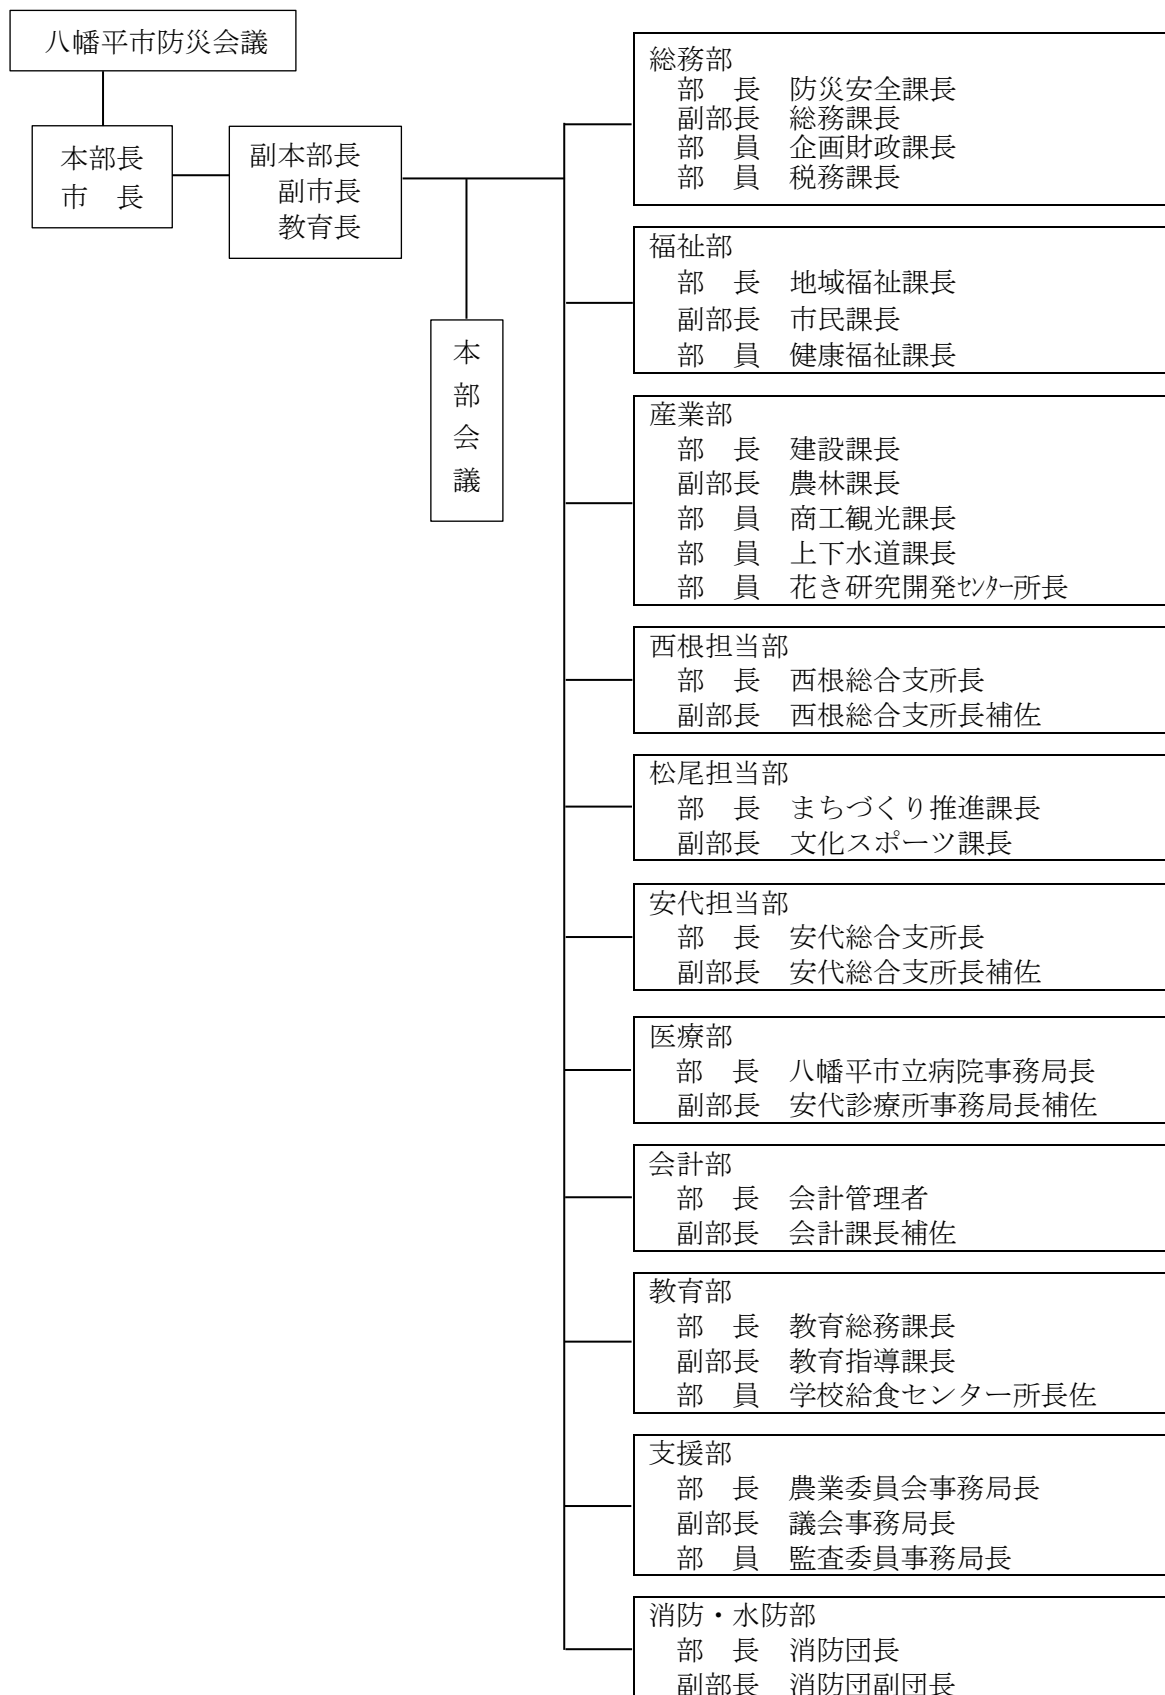 八幡平市防災会議
本部長
市　長
副本部長
副市長
教育長
本部会議
総務部
部　長　防災安全課長
副部長　総務課長
部　員　企画財政課長
部　員　税務課長
福祉部
部　長　地域福祉課長
副部長　市民課長
部　員　健康福祉課長
産業部
部　長　建設課長
副部長　農林課長
部　員　商工観光課長
部　員　上下水道課長
部　員　花き研究開発ｾﾝﾀｰ所長
西根担当部
部　長　西根総合支所長
副部長　西根総合支所長補佐
松尾担当部
部　長　まちづくり推進課長
副部長　文化スポーツ課長
安代担当部
部　長　安代総合支所長
副部長　安代総合支所長補佐
医療部
部　長　八幡平市立病院事務局長
副部長　安代診療所事務局長補佐
会計部
部　長　会計管理者
副部長　会計課長補佐
教育部
部　長　教育総務課長
副部長　教育指導課長
部　員　学校給食センター所長佐
支援部
部　長　農業委員会事務局長
副部長　議会事務局長
部　員　監査委員事務局長
消防・水防部
部　長　消防団長
副部長　消防団副団長